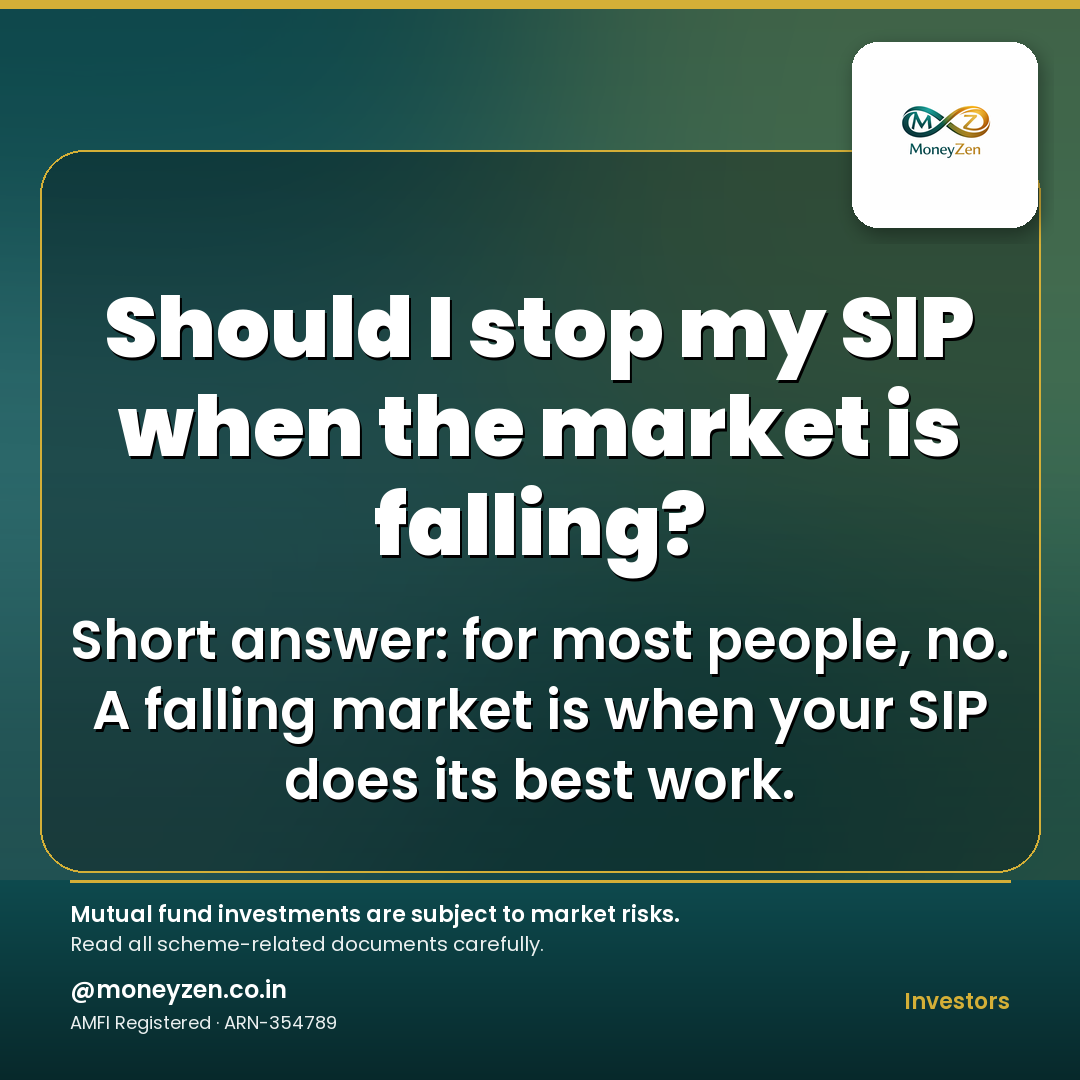 M Z
MoneyZen
Should I stop my SIP
when the market is
falling?
Short answer: for most people, no.
A falling market is when your SIP
does its best work.
Mutual fund investments are subject to market risks.
Read all scheme-related documents carefully.
@moneyzen.co.in
AMFI Registered · ARN-354789
Investors